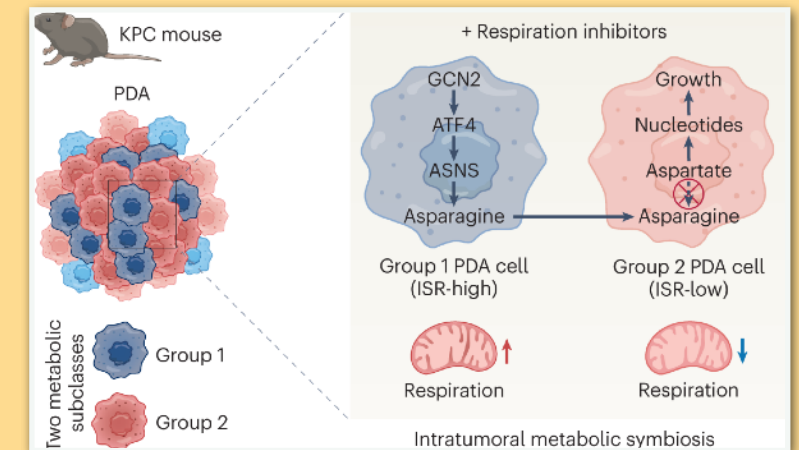 KPC mouse
PDA
Two metabolic
subclasses
Group 1
Group 2
+ Respiration inhibitors
GCN2
ATF4
ASNS
Asparagine
Group 1 PDA cell
(ISR-high)
Respiration
Growth
Nucleotides
Aspartate
Asparagine
Group 2 PDA cell
(ISR-low)
Respiration
Intratumoral metabolic symbiosis